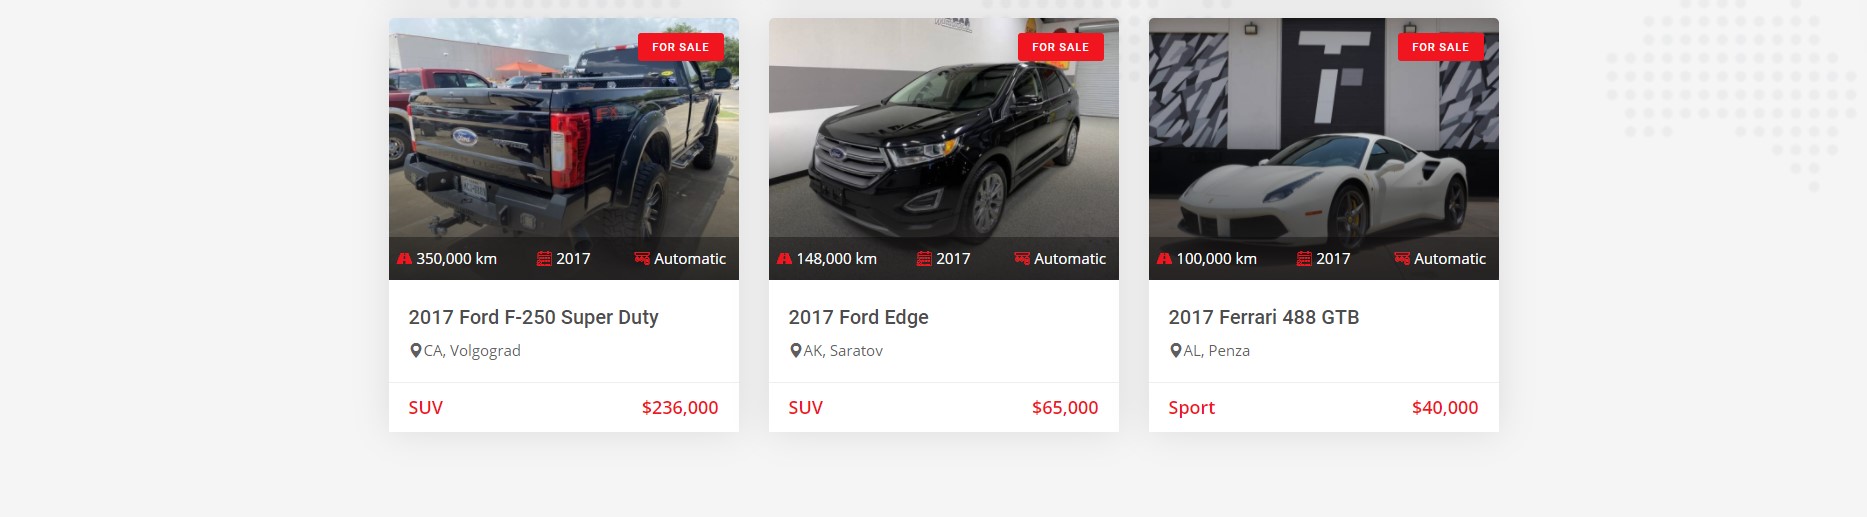 FOR SALE
350,000 km 2017 Automatic
2017 Ford F-250 Super Duty
CA, Volgograd
SUV $236,000
FOR SALE
148,000 km 2017 Automatic
2017 Ford Edge
AK, Saratov
SUV $65,000
FOR SALE
100,000 km 2017 Automatic
2017 Ferrari 488 GTB
AL, Penza
Sport $40,000